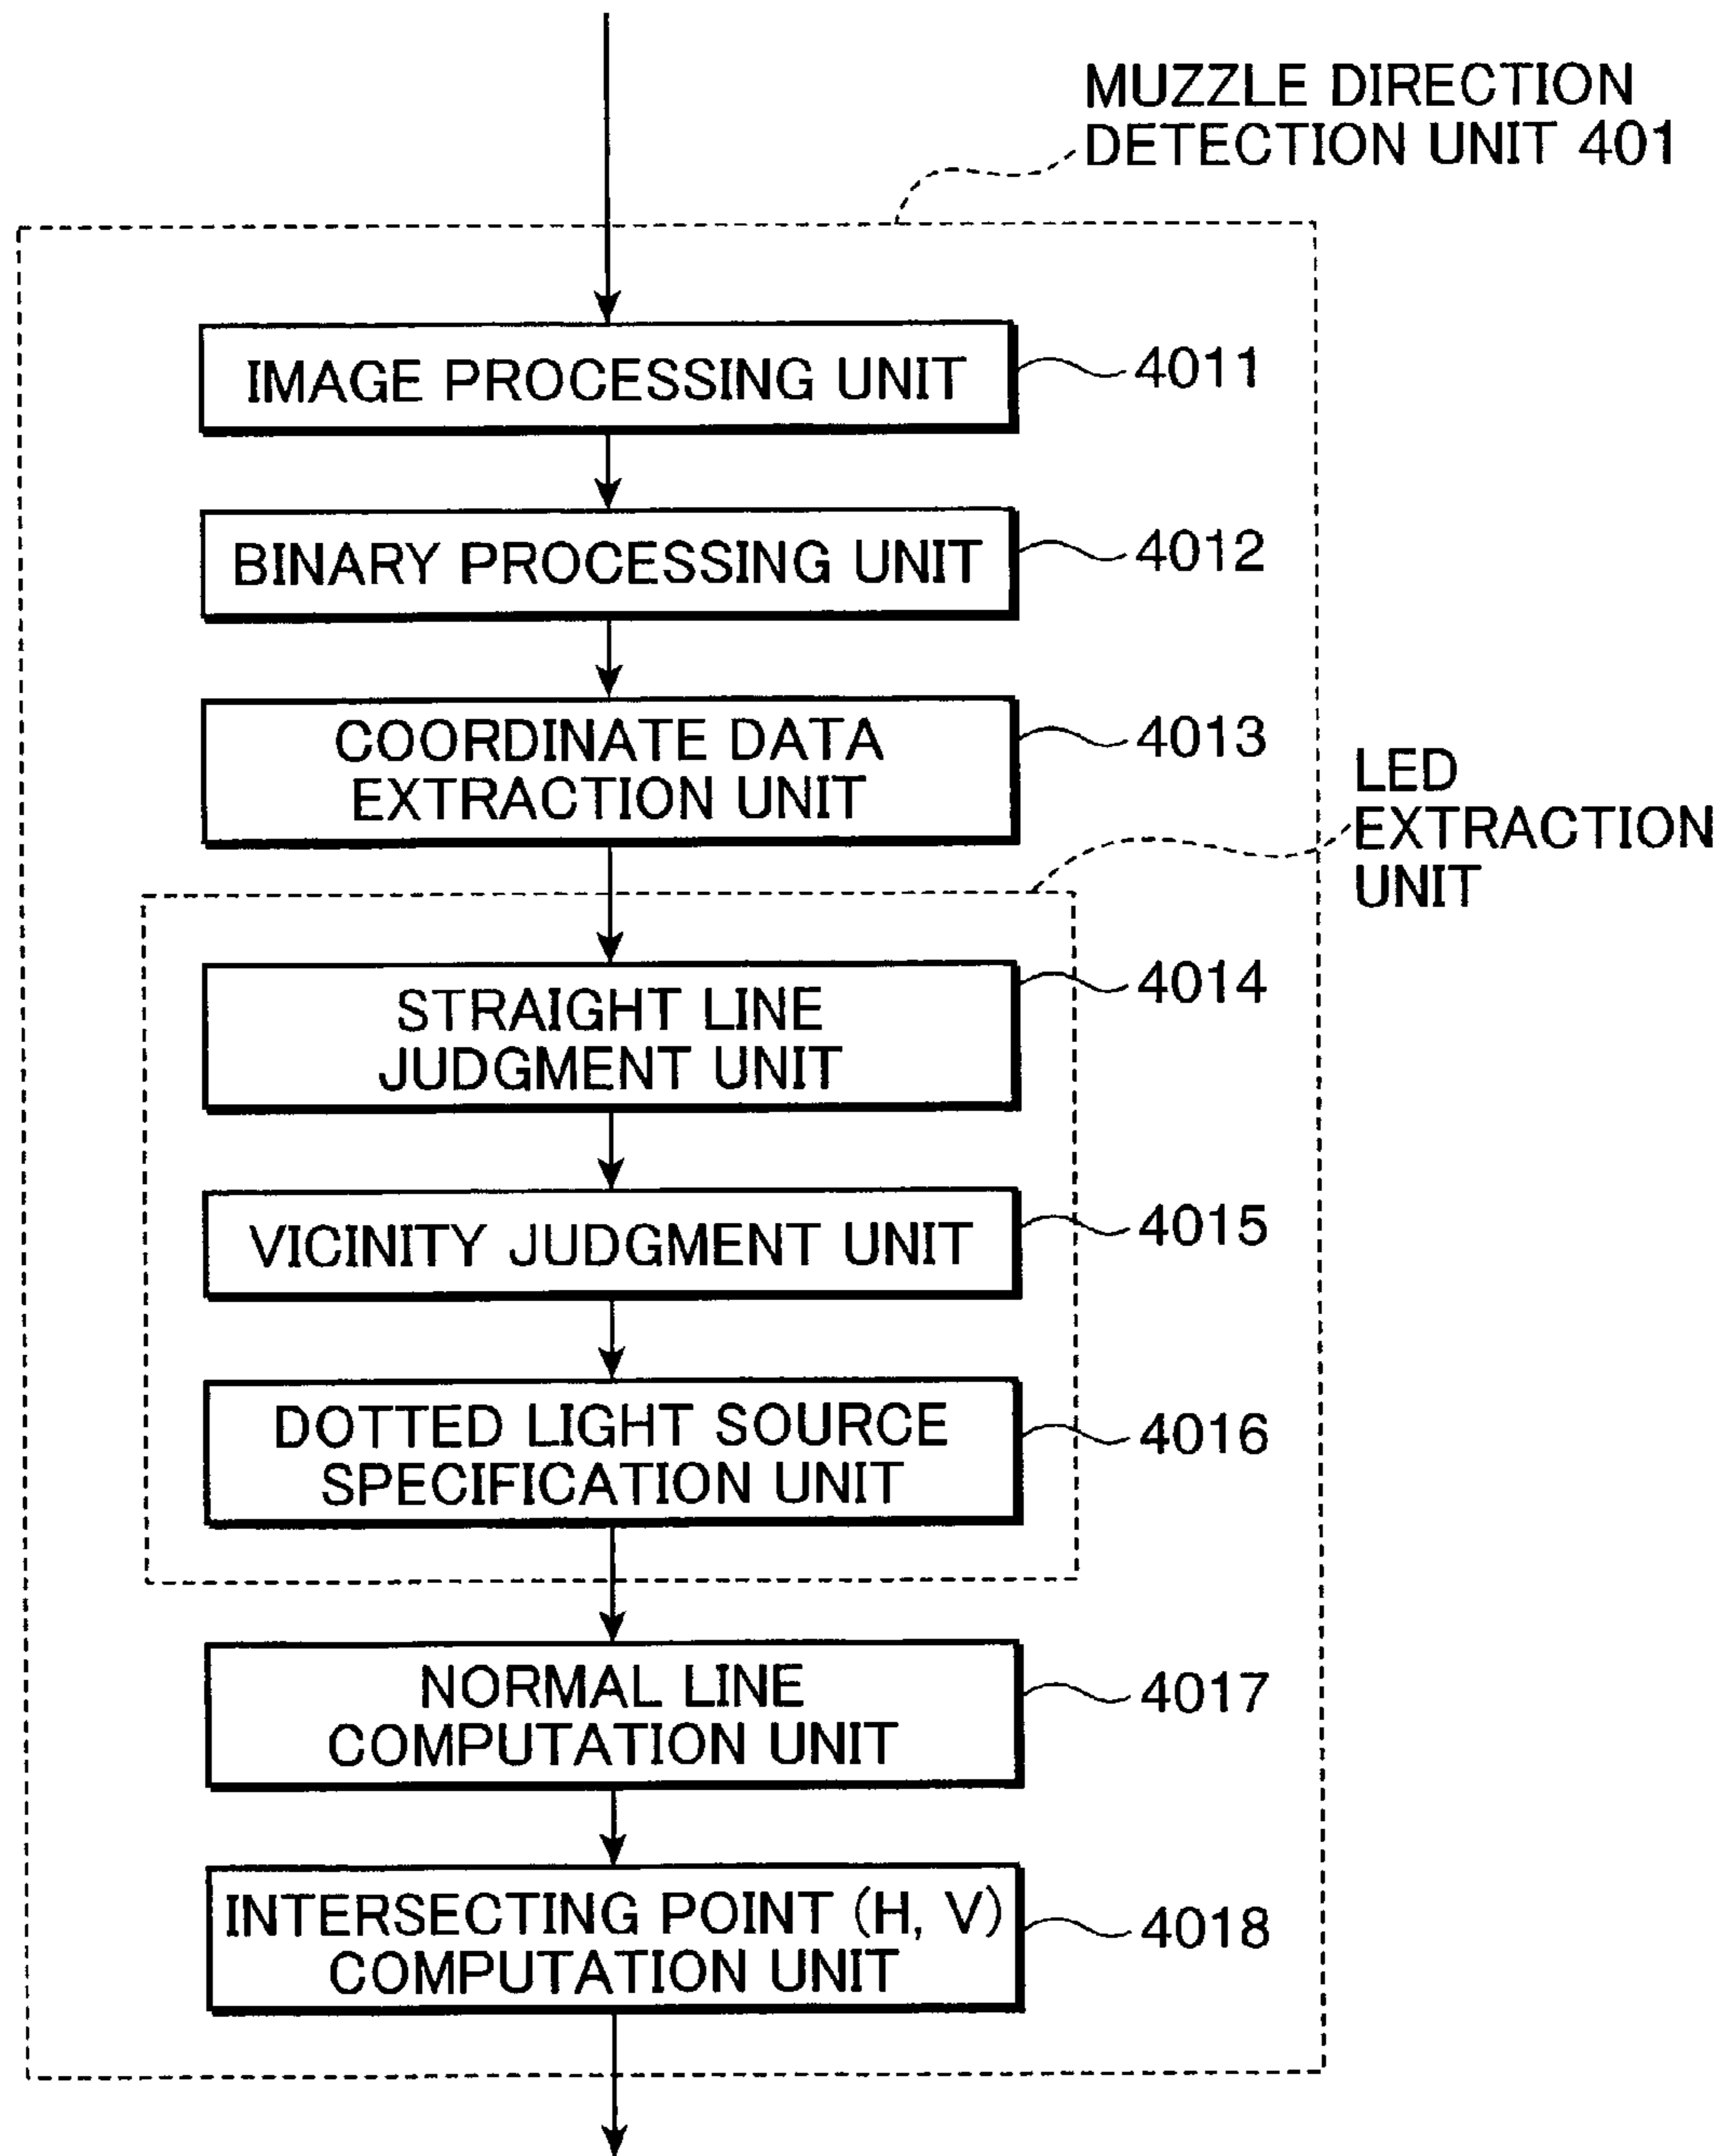 MUZZLE DIRECTION
DETECTION UNIT 401
IMAGE PROCESSING UNIT
4011
BINARY PROCESSING UNIT
4012
COORDINATE DATA
EXTRACTION UNIT
4013
LED
EXTRACTION
UNIT
STRAIGHT LINE
JUDGMENT UNIT
4014
VICINITY JUDGMENT UNIT
4015
DOTTED LIGHT SOURCE
SPECIFICATION UNIT
4016
NORMAL LINE
COMPUTATION UNIT
4017
INTERSECTING POINT (H, V)
COMPUTATION UNIT
4018